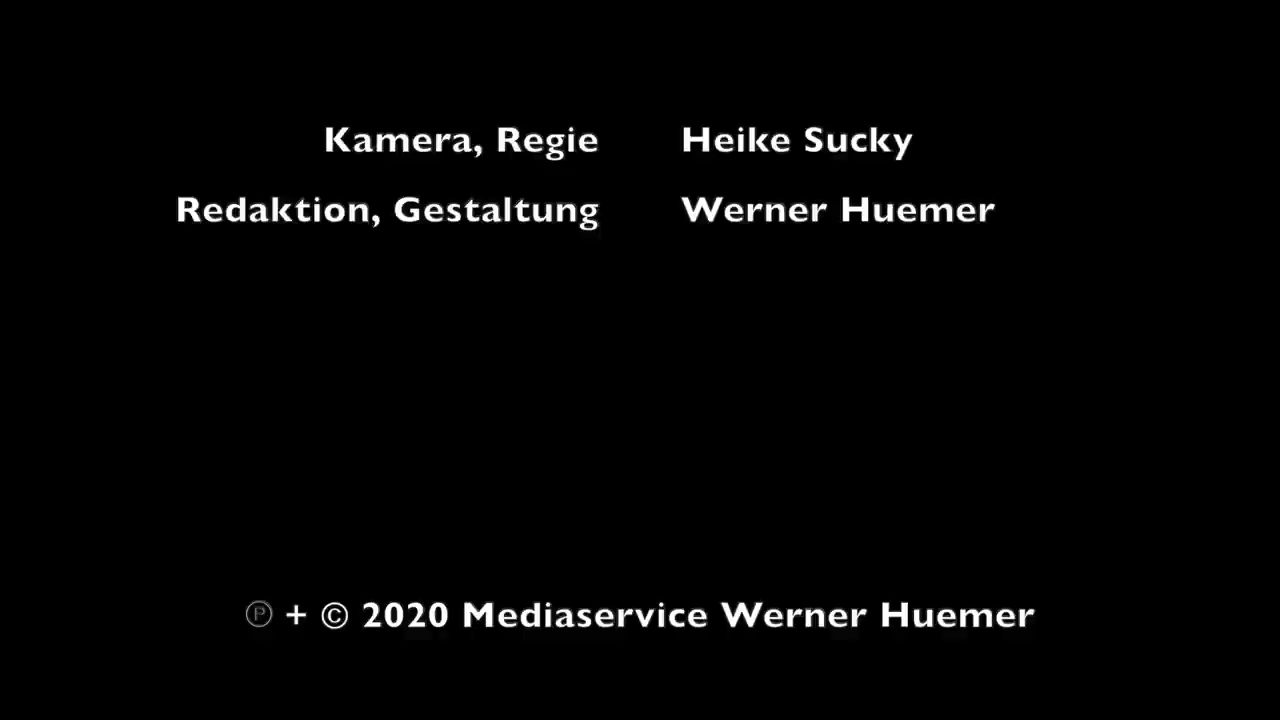 Kamera, Regie Heike Sucky
Redaktion, Gestaltung Werner Huemer
℗ + © 2020 Mediaservice Werner Huemer